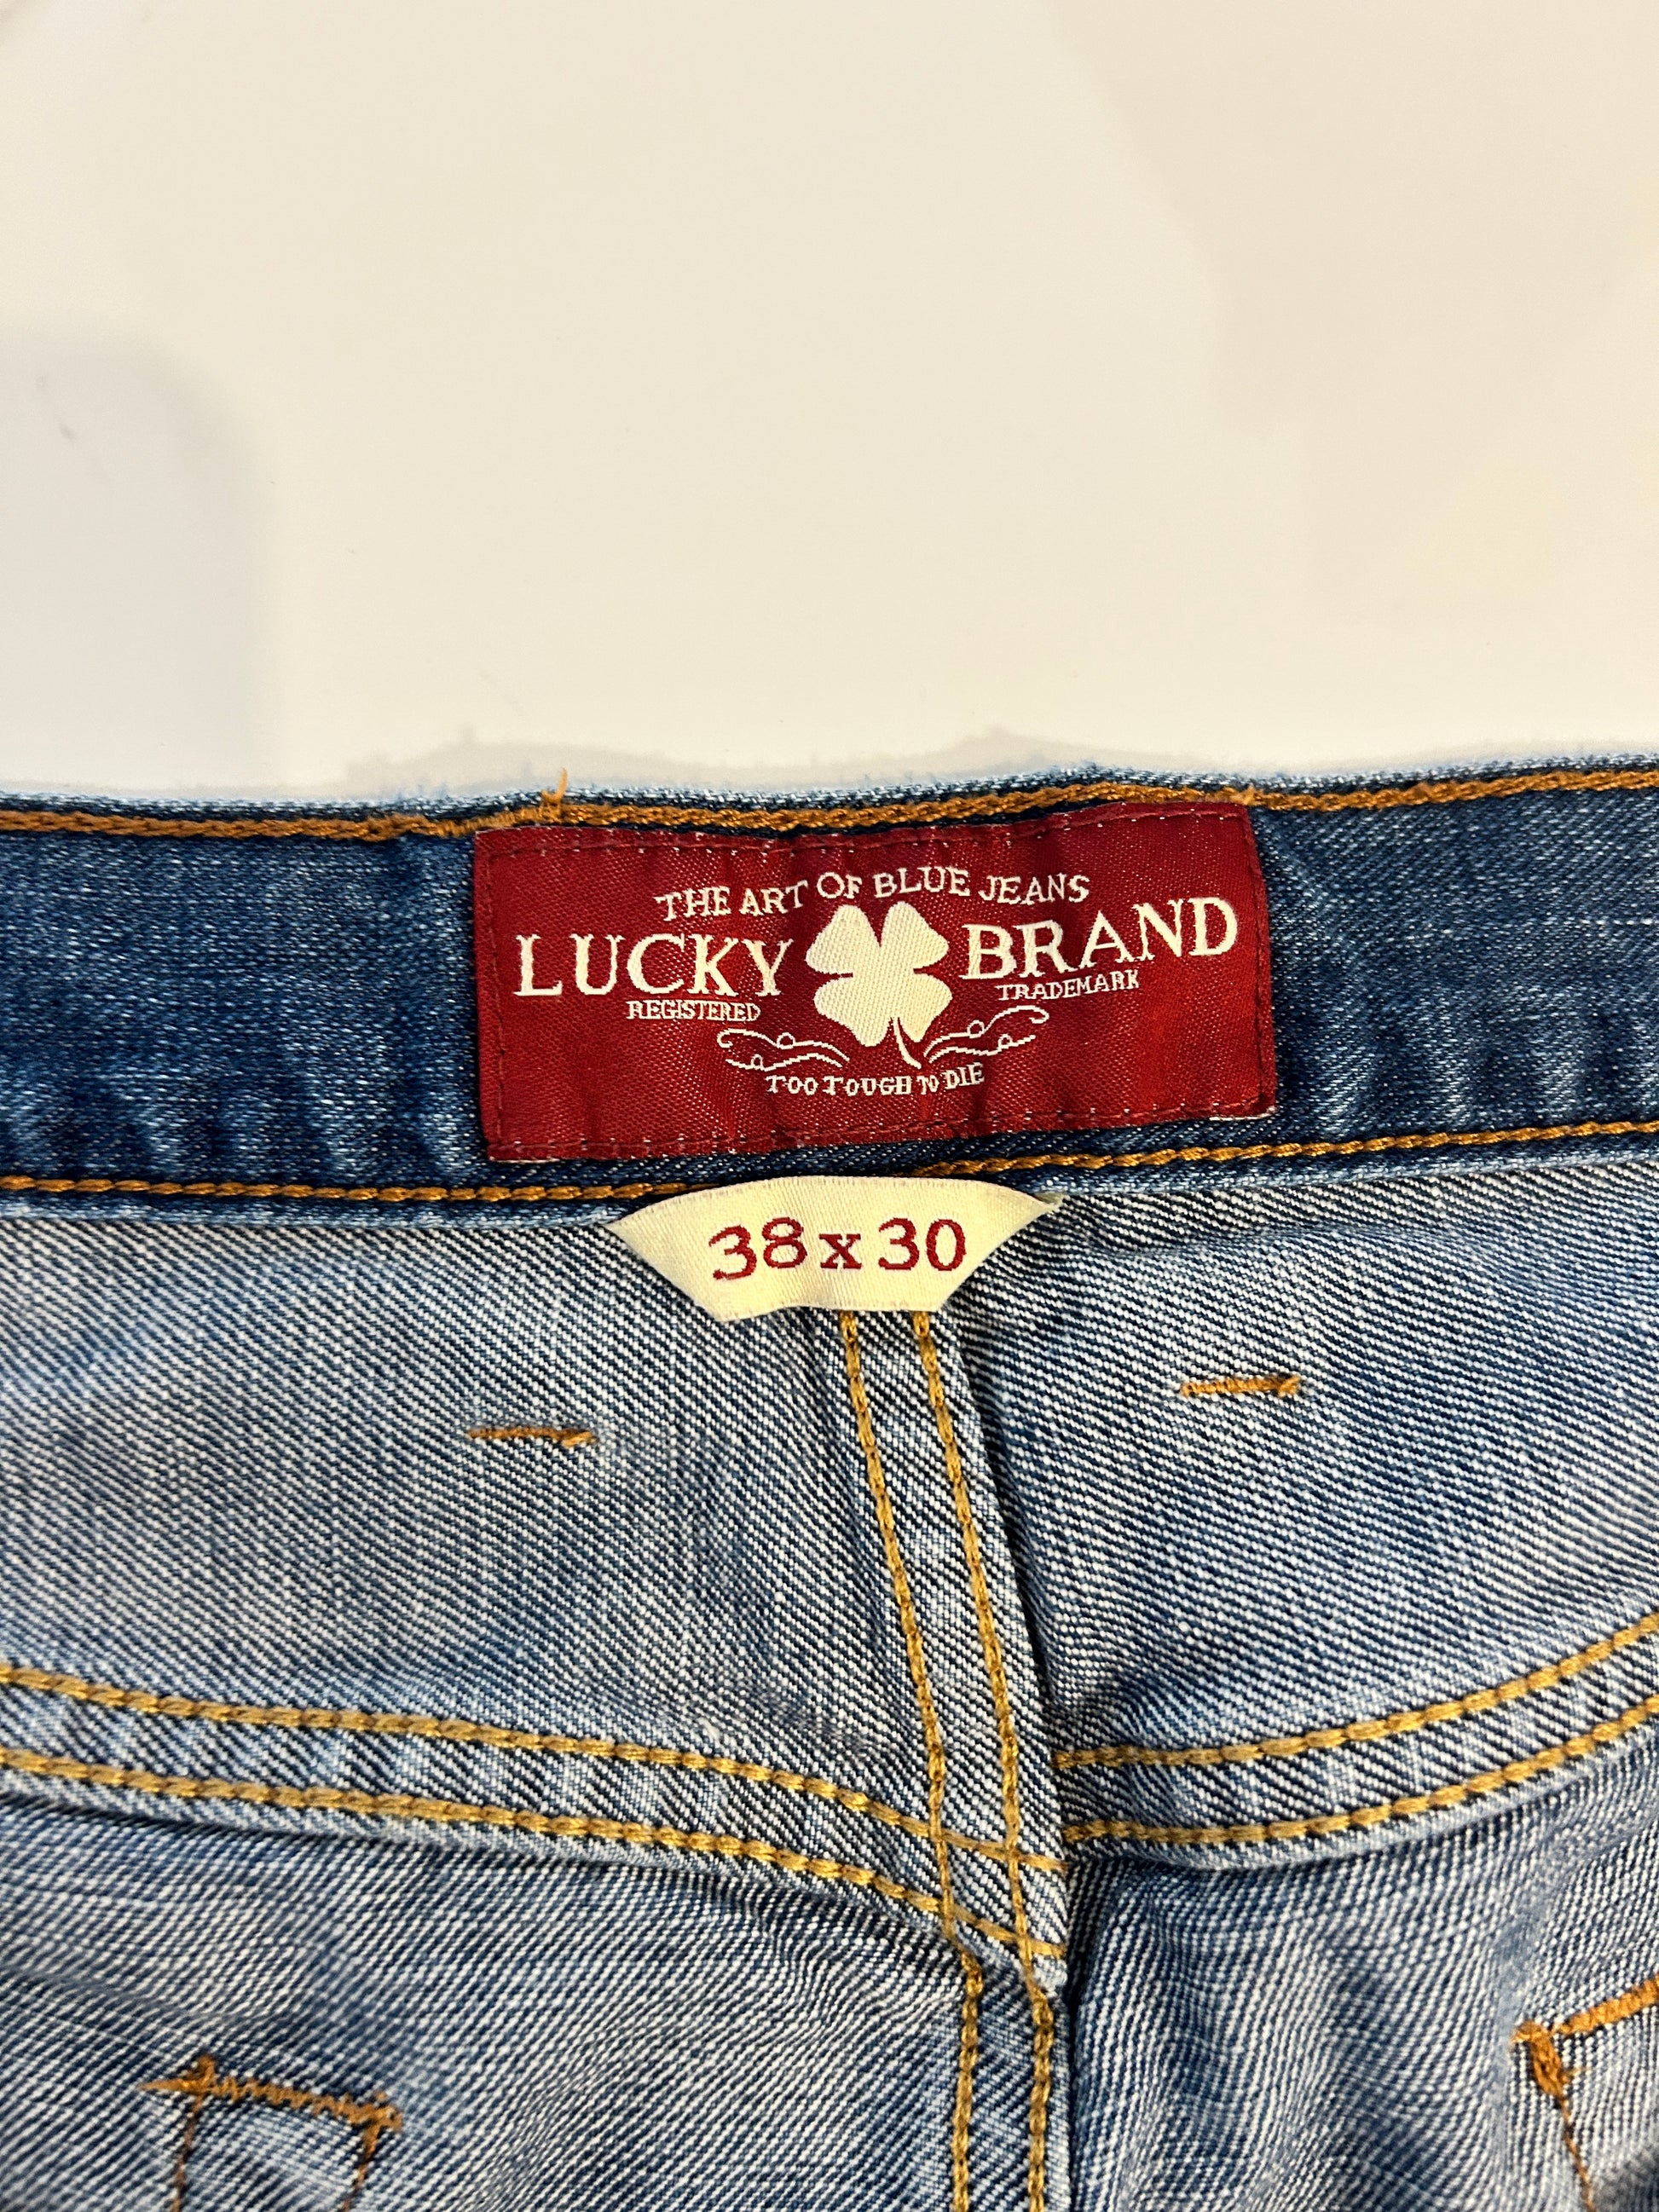 THE ART OF BLUE JEANS
LUCKY BRAND
REGISTERED TRADEMARK
TOO TOUGH TO DIE
38 x 30